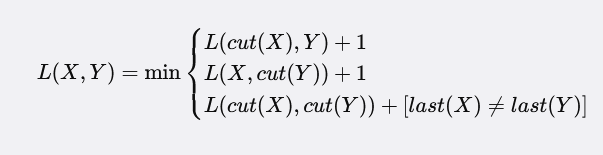 L(cut(X), Y) + 1
L(X, Y) = min { L(X, cut(Y)) + 1
L(cut(X), cut(Y)) + [last(X) ≠ last(Y)]